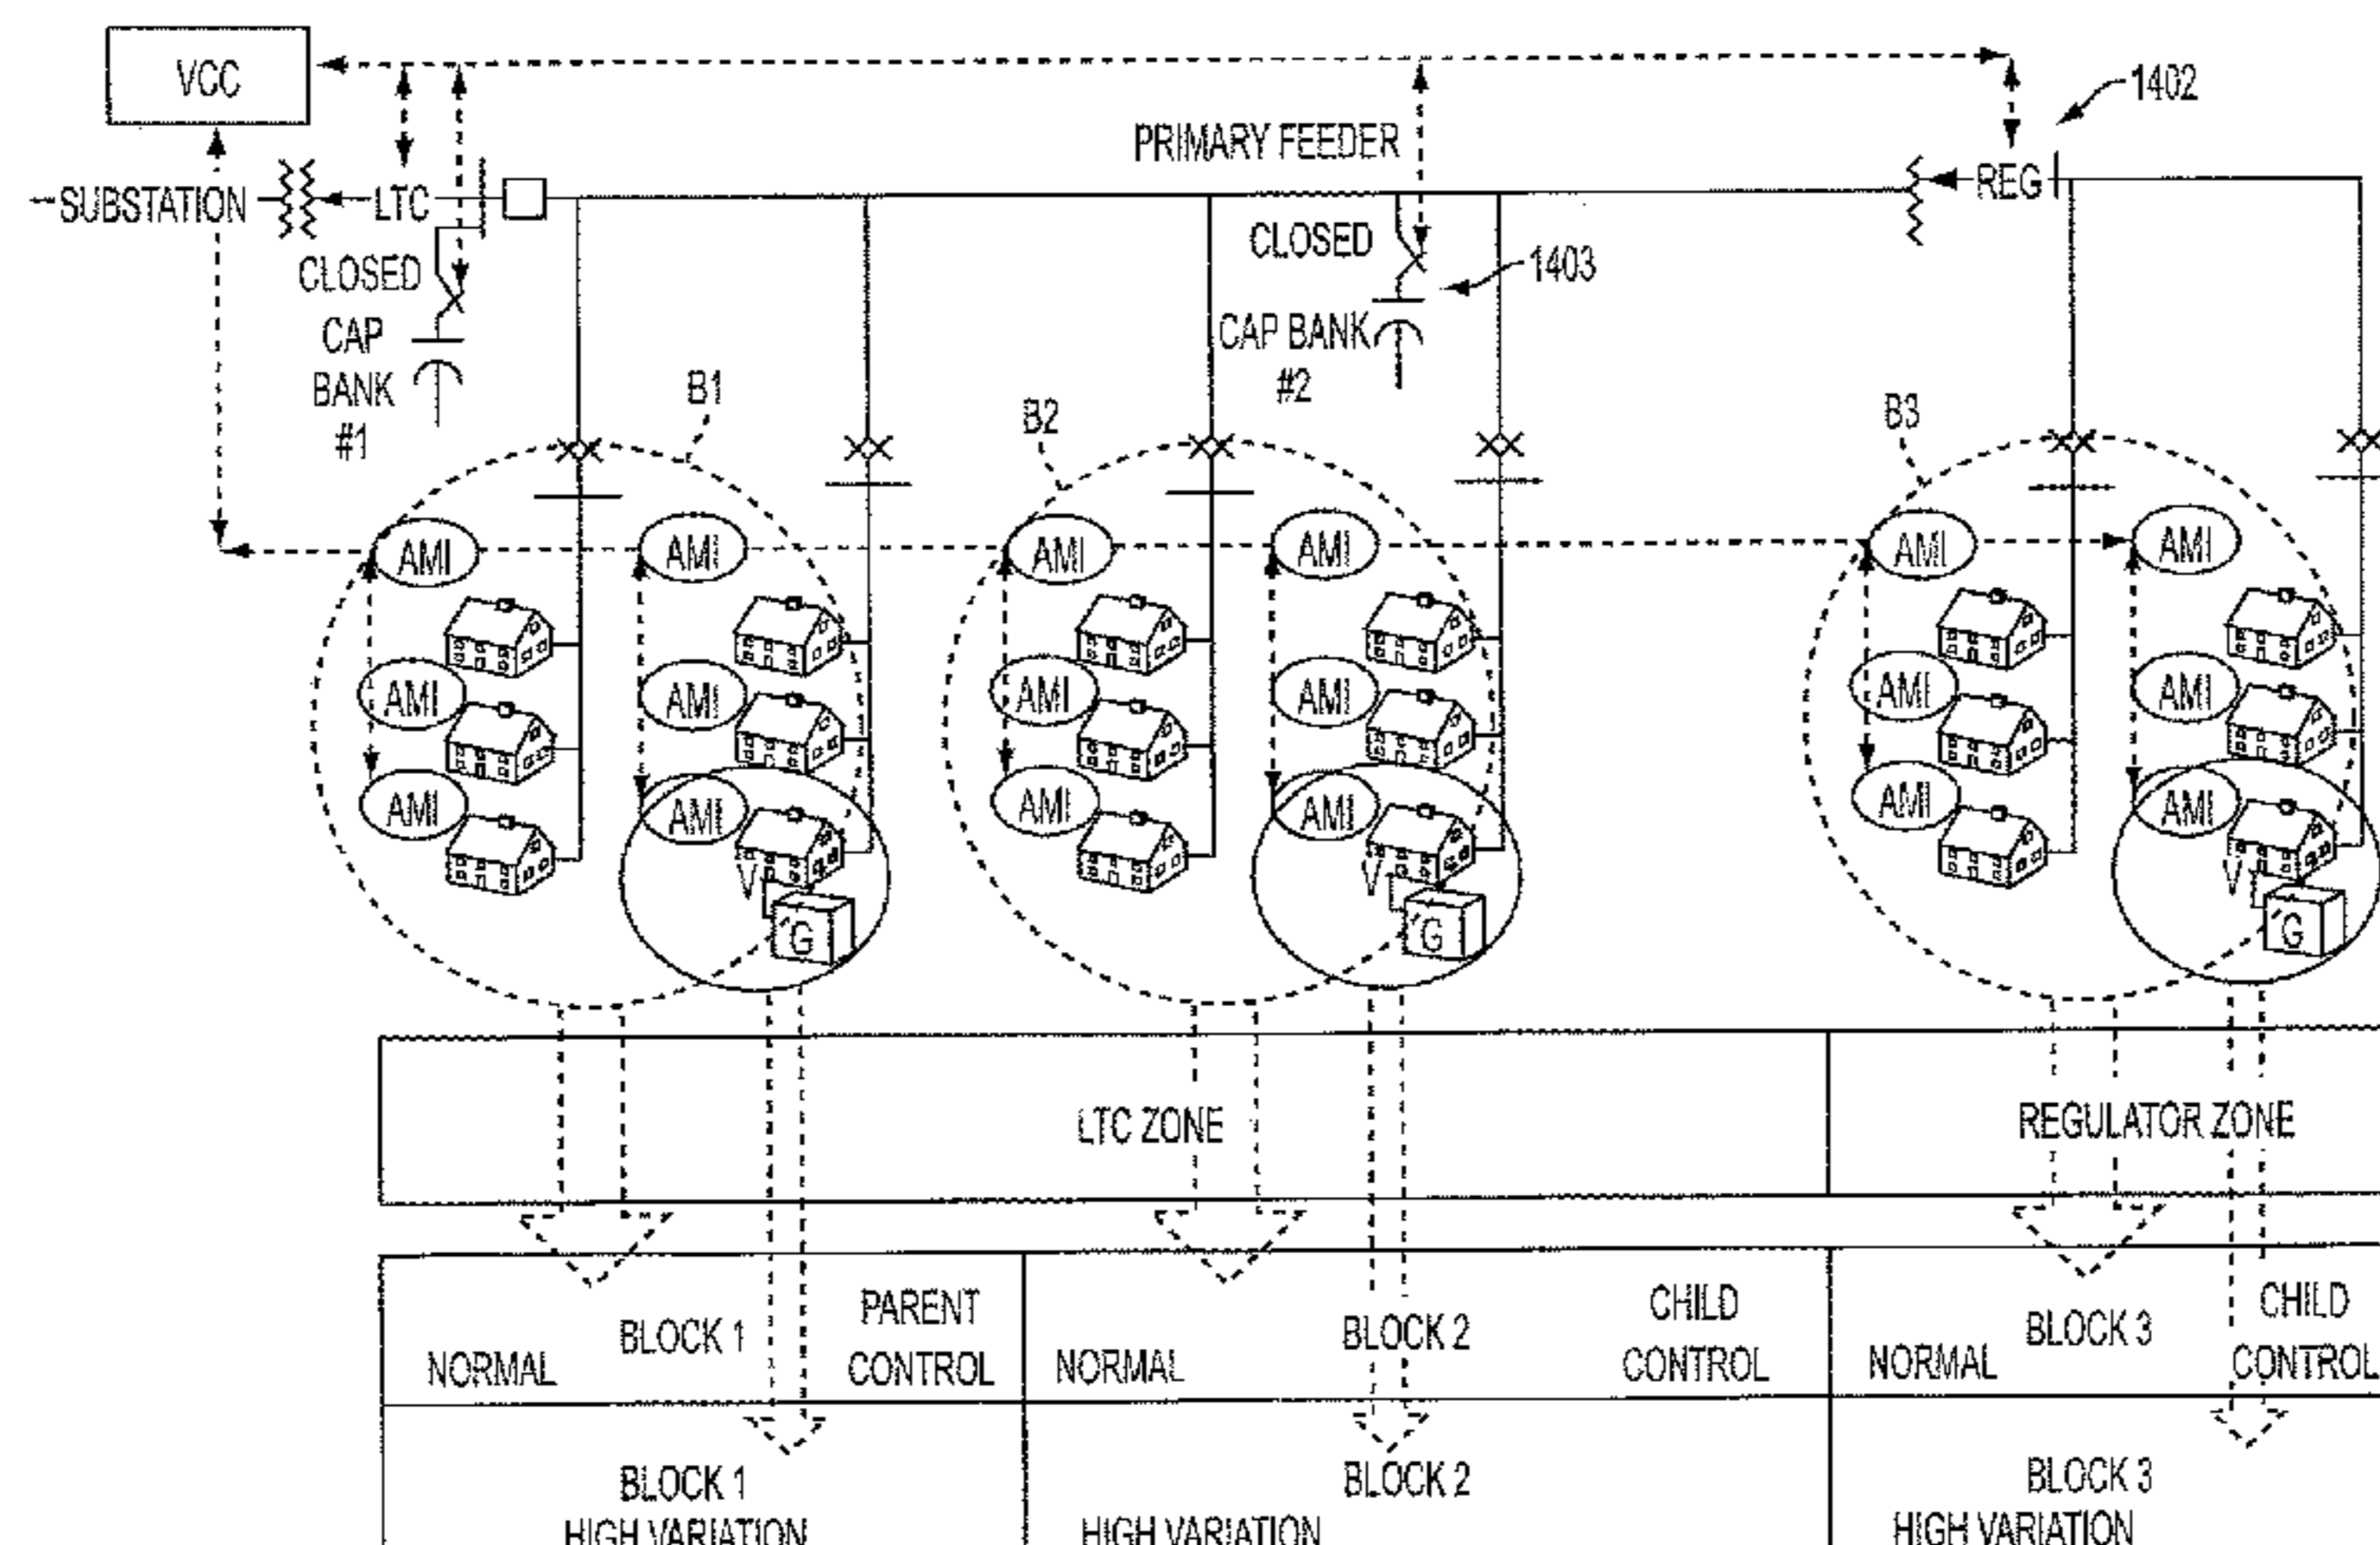 VCC
1402
PRIMARY FEEDER
SUBSTATION
LTC
REG
CLOSED
CLOSED
1403
CAP
BANK
#1
CAP BANK
#2
B1
B2
B3
AMI AMI AMI AMI AMI AMI
AMI AMI AMI AMI AMI AMI
AMI AMI AMI AMI AMI AMI
V V V
G G G
LTC ZONE
REGULATOR ZONE
BLOCK 1
PARENT
CONTROL
NORMAL
BLOCK 2
CHILD
CONTROL
NORMAL
BLOCK 3
CHILD
CONTROL
NORMAL
BLOCK 1
HIGH VARIATION
BLOCK 2
HIGH VARIATION
BLOCK 3
HIGH VARIATION